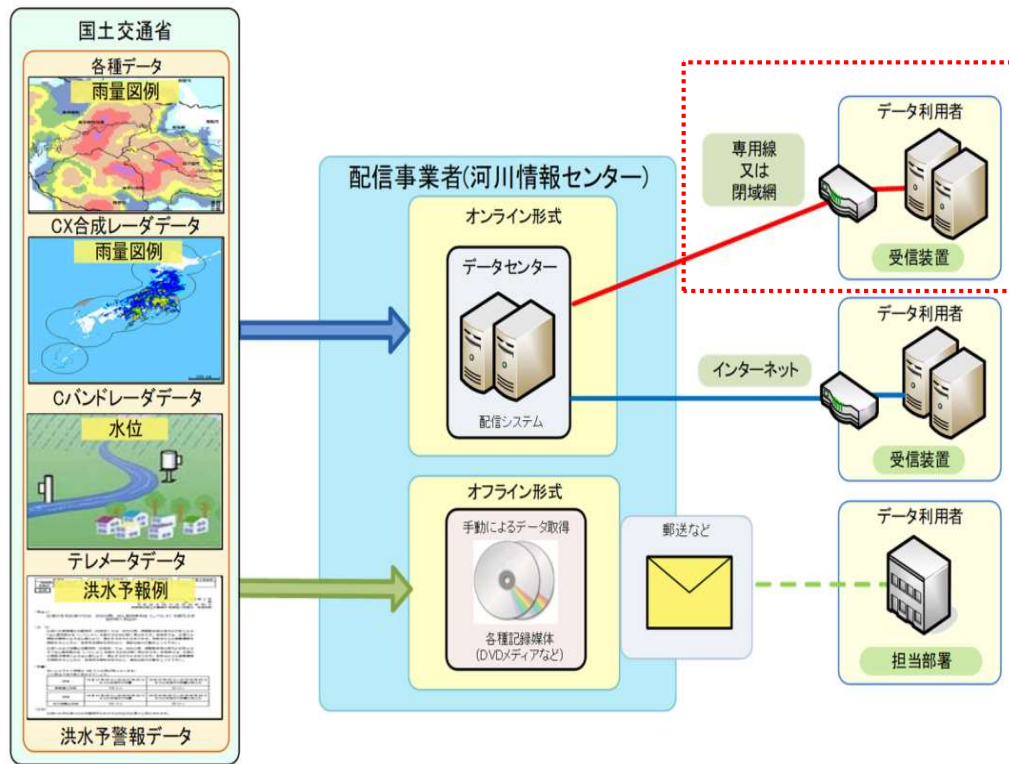 国土交通省
各種データ
雨量図例
CX合成レーダデータ
雨量図例
Cバンドレーダデータ
水位
テレメータデータ
洪水予報例
洪水予警報データ
配信事業者(河川情報センター)
オンライン形式
データセンター
配信システム
オフライン形式
手動によるデータ取得
各種記録媒体
(DVDメディアなど)
郵送など
専用線
又は
閉域網
データ利用者
受信装置
インターネット
データ利用者
受信装置
データ利用者
担当部署